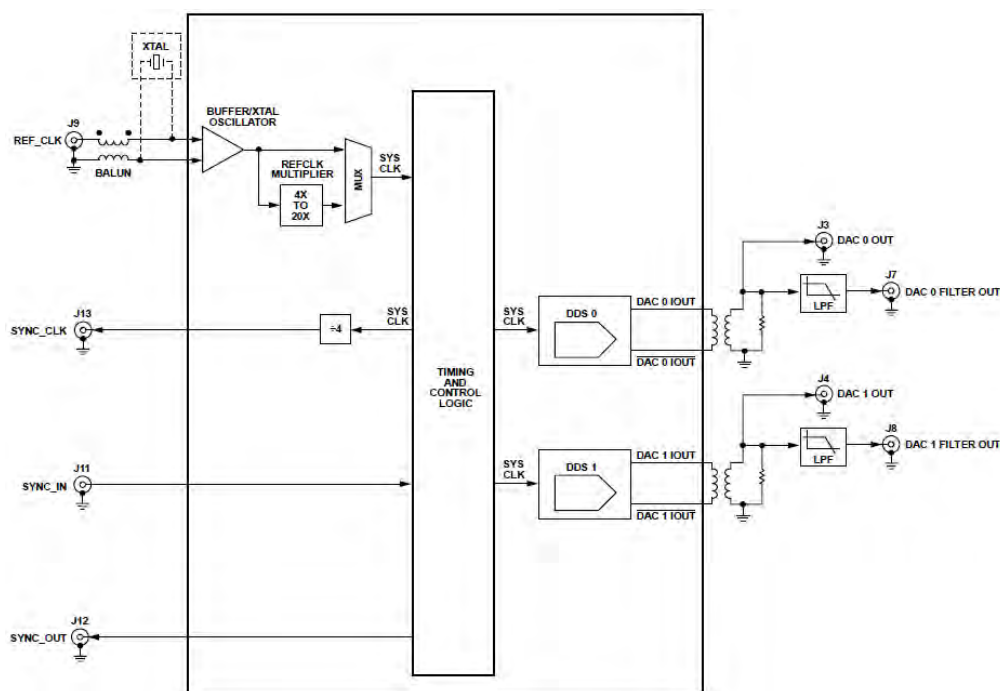 XTAL
J9
REF_CLK
BALUN
BUFFER/XTAL
OSCILLATOR
REFCLK
MULTIPLIER
4X
TO
20X
MUX
SYS
CLK
J13
SYNC_CLK
÷4
SYS
CLK
TIMING
AND
CONTROL
LOGIC
J11
SYNC_IN
J12
SYNC_OUT
SYS
CLK
DDS 0
DAC 0 IOUT
DAC 0 IOUT
J3
DAC 0 OUT
LPF
J7
DAC 0 FILTER OUT
SYS
CLK
DDS 1
DAC 1 IOUT
DAC 1 IOUT
J4
DAC 1 OUT
LPF
J8
DAC 1 FILTER OUT